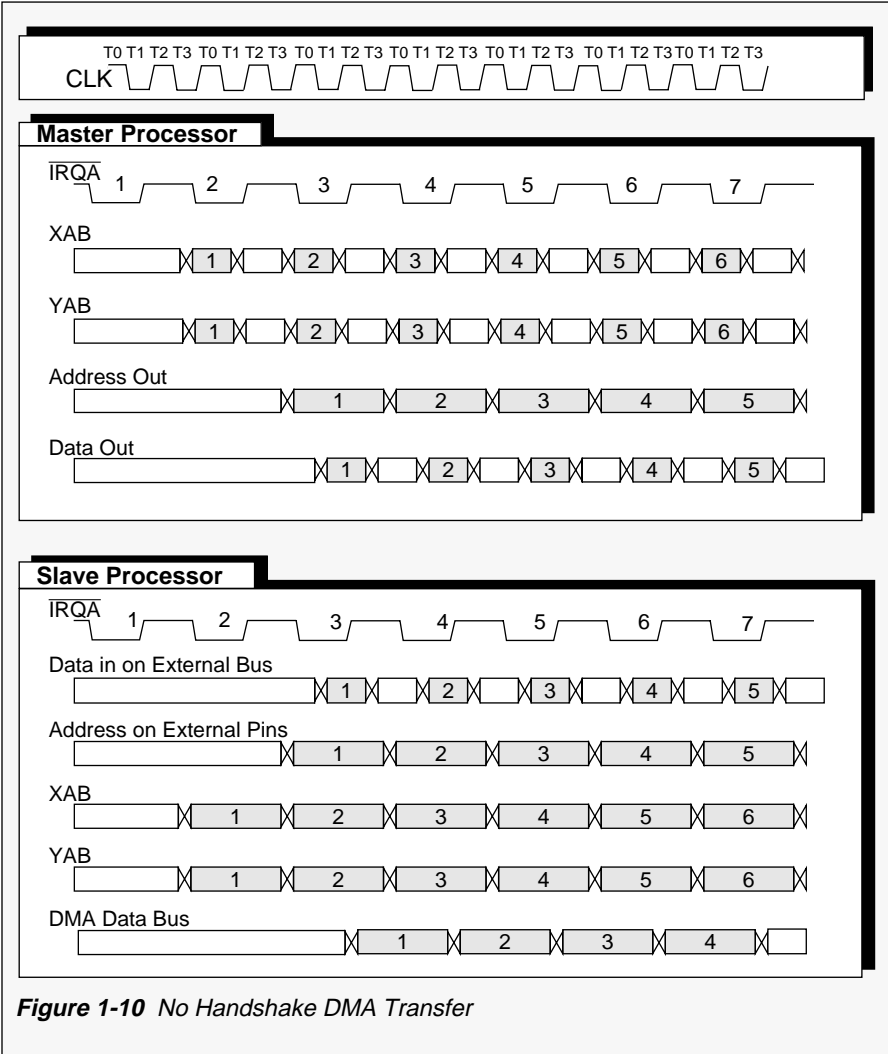 T0 T1 T2 T3 T0 T1 T2 T3 T0 T1 T2 T3 T0 T1 T2 T3 T0 T1 T2 T3 T0 T1 T2 T3 T0 T1 T2 T3
CLK
Master Processor
IRQA 1 2 3 4 5 6 7
XAB
1 2 3 4 5 6
YAB
1 2 3 4 5 6
Address Out
1 2 3 4 5
Data Out
1 2 3 4 5
Slave Processor
IRQA 1 2 3 4 5 6 7
Data in on External Bus
1 2 3 4 5
Address on External Pins
1 2 3 4 5
XAB
1 2 3 4 5 6
YAB
1 2 3 4 5 6
DMA Data Bus
1 2 3 4
Figure 1-10 No Handshake DMA Transfer